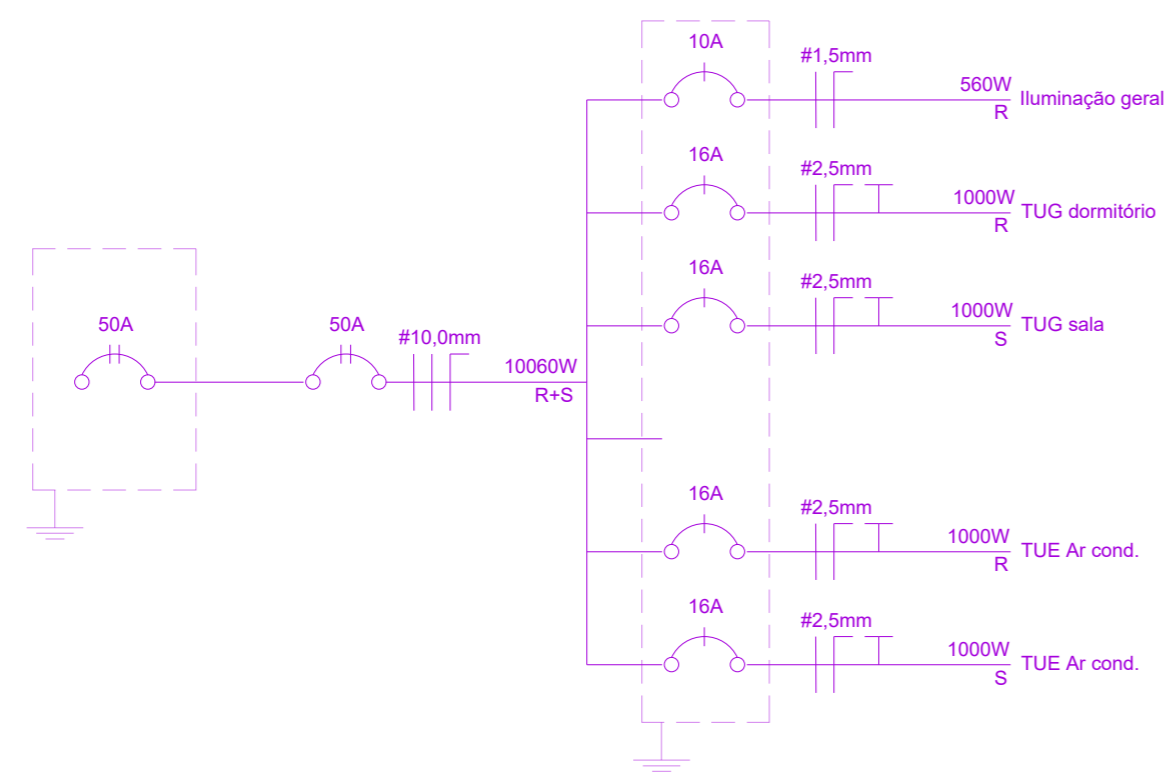 10A
#1,5mm
560W
R
Iluminação geral
16A
#2,5mm
1000W
R
TUG dormitório
16A
#2,5mm
1000W
S
TUG sala
50A
50A
#10,0mm
10060W
R+S
16A
#2,5mm
1000W
R
TUE Ar cond.
16A
#2,5mm
1000W
S
TUE Ar cond.